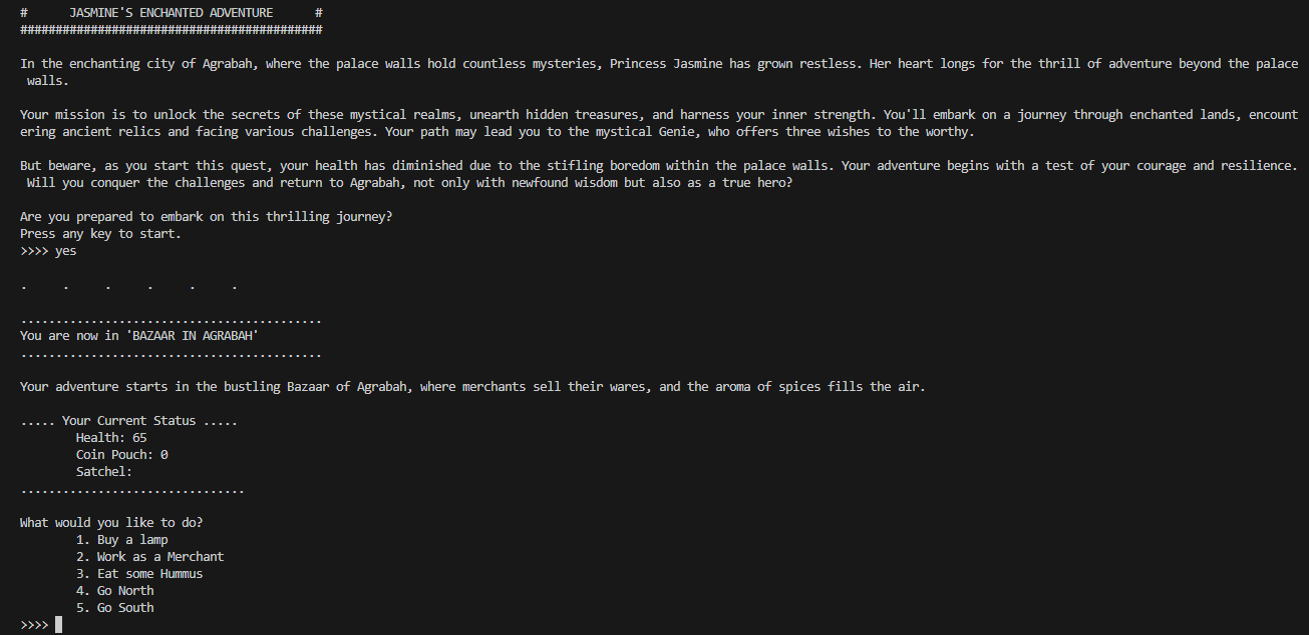 #      JASMINE'S ENCHANTED ADVENTURE      #
###########################################
In the enchanting city of Agrabah, where the palace walls hold countless mysteries, Princess Jasmine has grown restless. Her heart longs for the thrill of adventure beyond the palace
walls.
Your mission is to unlock the secrets of these mystical realms, unearth hidden treasures, and harness your inner strength. You'll embark on a journey through enchanted lands, encount
ering ancient relics and facing various challenges. Your path may lead you to the mystical Genie, who offers three wishes to the worthy.
But beware, as you start this quest, your health has diminished due to the stifling boredom within the palace walls. Your adventure begins with a test of your courage and resilience.
Will you conquer the challenges and return to Agrabah, not only with newfound wisdom but also as a true hero?
Are you prepared to embark on this thrilling journey?
Press any key to start.
>>>> yes
.     .     .     .     .     .
...........................................
You are now in 'BAZAAR IN AGRABAH'
...........................................
Your adventure starts in the bustling Bazaar of Agrabah, where merchants sell their wares, and the aroma of spices fills the air.
..... Your Current Status .....
Health: 65
Coin Pouch: 0
Satchel:
................................
What would you like to do?
1. Buy a lamp
2. Work as a Merchant
3. Eat some Hummus
4. Go North
5. Go South
>>>>